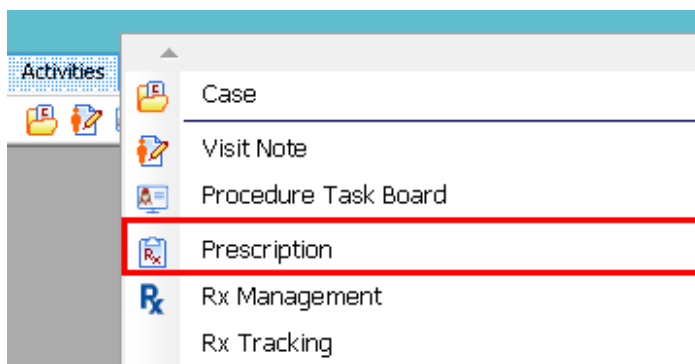 Activities
Case
Visit Note
Procedure Task Board
Prescription
Rx Management
Rx Tracking